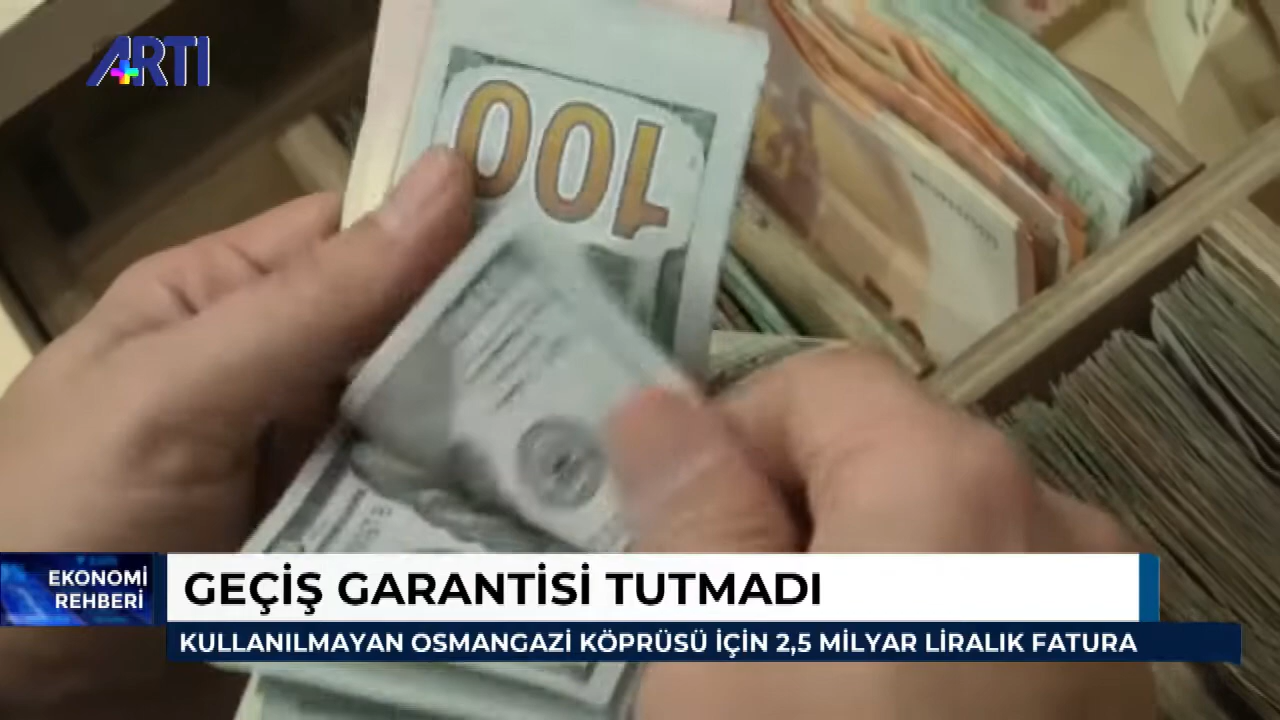 ARTI
100
EKONOMİ
REHBERİ
GEÇİŞ GARANTİSİ TUTMADI
KULLANILMAYAN OSMANGAZİ KÖPRÜSÜ İÇİN 2,5 MİLYAR LİRALIK FATURA